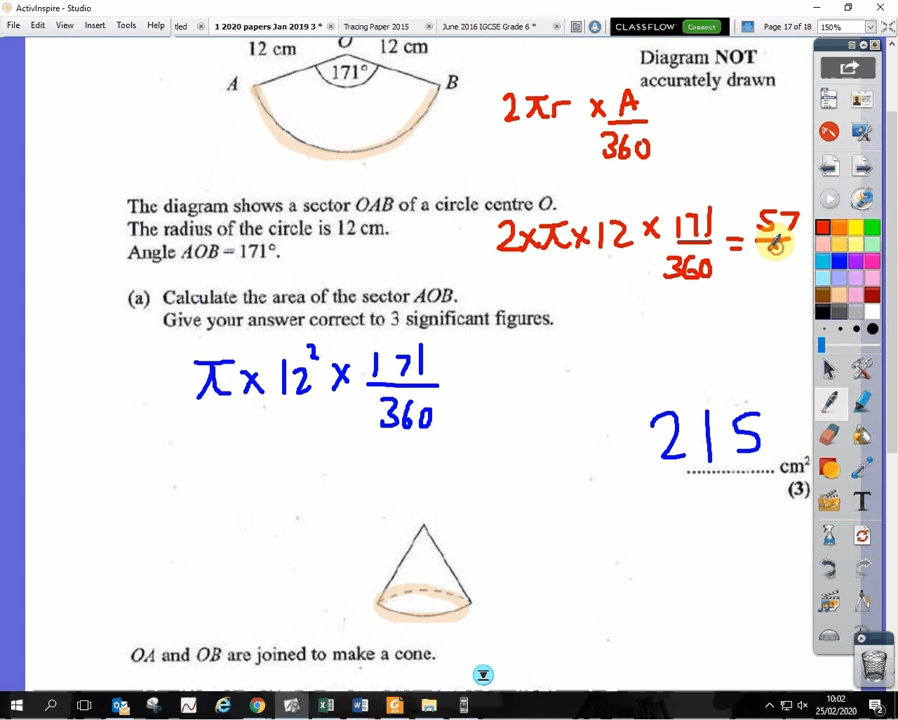 ActivInspire - Studio
File Edit View Insert Tools Help
tled
1 2020 papers Jan 2019 3 *
Tracing Paper 2015
June 2016 IGCSE Grade 6 *
CLASSFLOW Connect
Page 17 of 18
150%
12 cm O 12 cm
171°
A B
Diagram NOT
accurately drawn
2πr × A/360
The diagram shows a sector OAB of a circle centre O.
The radius of the circle is 12 cm.
Angle AOB = 171°.
2×π×12 × 171/360 = 57
(a) Calculate the area of the sector AOB.
Give your answer correct to 3 significant figures.
π × 12² × 171/360
215
cm²
(3)
OA and OB are joined to make a cone.
10:02
25/02/2020